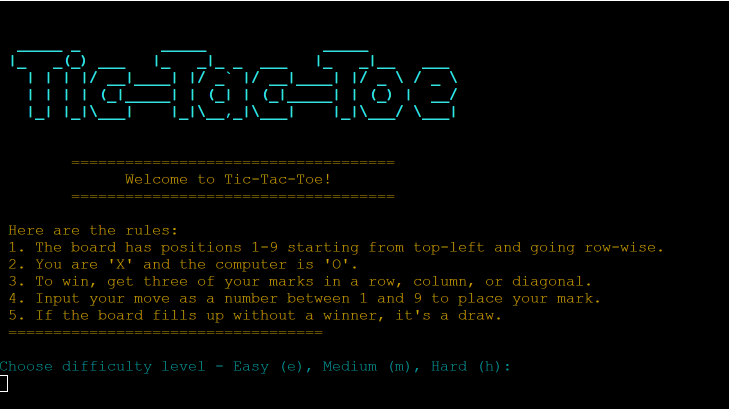 Tic-Tac-Toe
====================================
Welcome to Tic-Tac-Toe!
====================================
Here are the rules:
1. The board has positions 1-9 starting from top-left and going row-wise.
2. You are 'X' and the computer is 'O'.
3. To win, get three of your marks in a row, column, or diagonal.
4. Input your move as a number between 1 and 9 to place your mark.
5. If the board fills up without a winner, it's a draw.
===================================
Choose difficulty level - Easy (e), Medium (m), Hard (h):